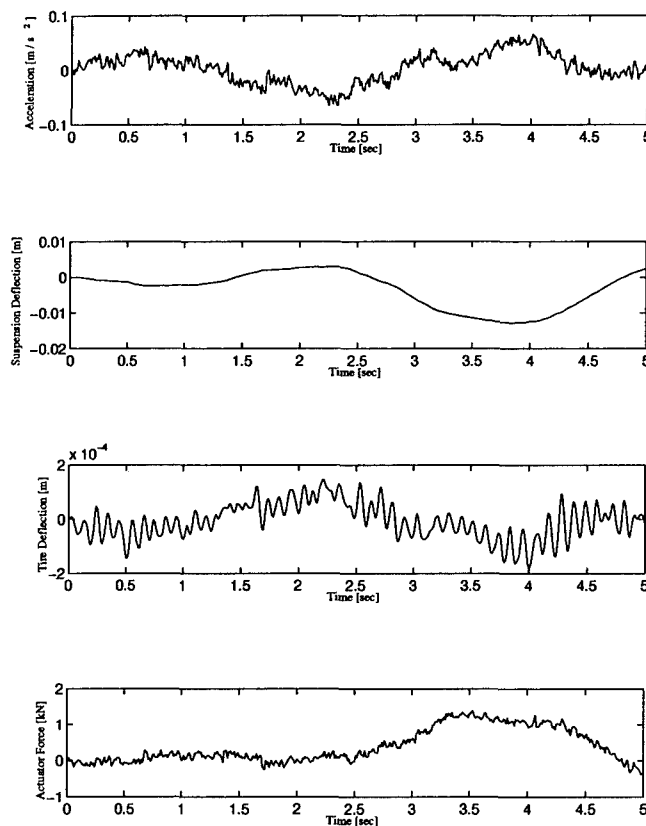 0.1
0
−0.1
Acceleration [m / s ²]
0 0.5 1 1.5 2 2.5 3 3.5 4 4.5 5
Time [sec]
0.01
0
−0.01
−0.02
Suspension Deflection [m]
0 0.5 1 1.5 2 2.5 3 3.5 4 4.5 5
Time [sec]
x 10⁻⁴
2
0
−2
Tire Deflection [m]
0 0.5 1 1.5 2 2.5 3 3.5 4 4.5 5
Time [sec]
2
1
0
−1
Actuator Force [kN]
0 0.5 1 1.5 2 2.5 3 3.5 4 4.5 5
Time [sec]